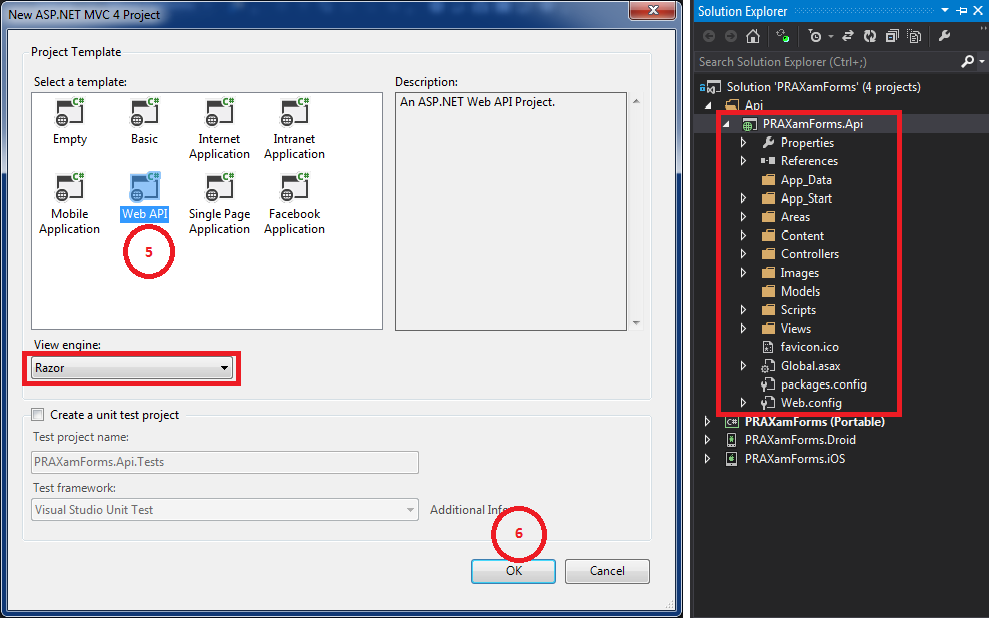 New ASP.NET MVC 4 Project
Project Template
Select a template:
Empty
Basic
Internet Application
Intranet Application
Mobile Application
Web API
Single Page Application
Facebook Application
5
Description:
An ASP.NET Web API Project.
View engine:
Razor
Create a unit test project
Test project name:
PRAXamForms.Api.Tests
Test framework:
Visual Studio Unit Test
Additional Info
6
OK
Cancel
Solution Explorer
Search Solution Explorer (Ctrl+;)
Solution 'PRAXamForms' (4 projects)
Api
PRAXamForms.Api
Properties
References
App_Data
App_Start
Areas
Content
Controllers
Images
Models
Scripts
Views
favicon.ico
Global.asax
packages.config
Web.config
C# PRAXamForms (Portable)
PRAXamForms.Droid
PRAXamForms.iOS